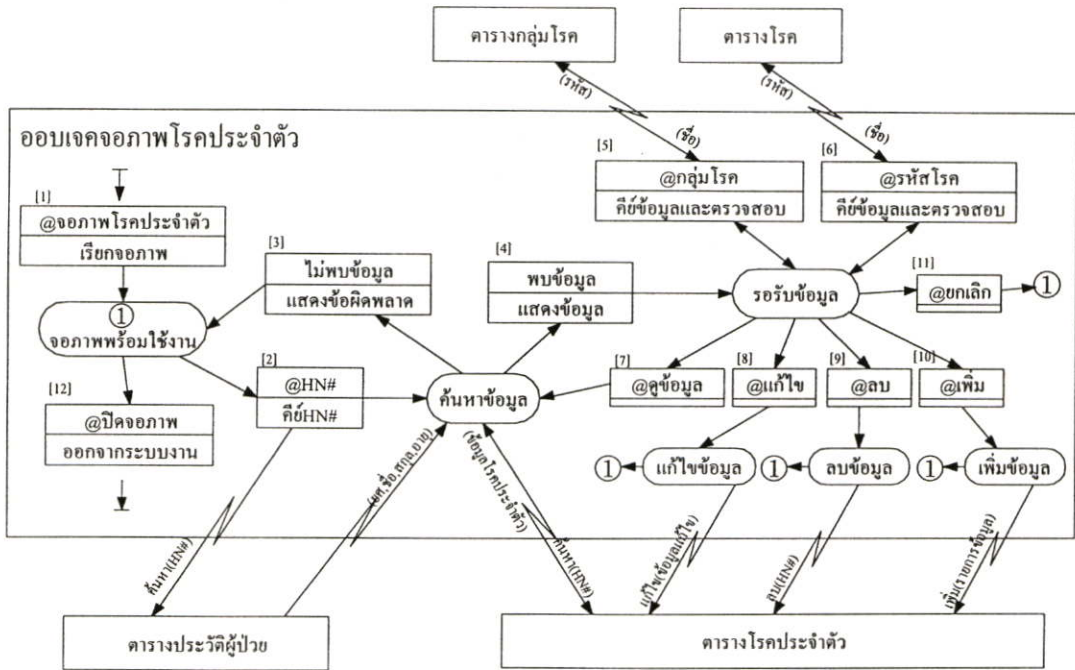 ตารางกลุ่มโรค
ตารางโรค
(รหัส)
(รหัส)
ออบเจคจอภาพโรคประจำตัว
(ชื่อ)
(ชื่อ)
[5]
@กลุ่มโรค
คีย์ข้อมูลและตรวจสอบ
[6]
@รหัสโรค
คีย์ข้อมูลและตรวจสอบ
[1]
@จอภาพโรคประจำตัว
เรียกจอภาพ
[3]
ไม่พบข้อมูล
แสดงข้อผิดพลาด
[4]
พบข้อมูล
แสดงข้อมูล
รอรับข้อมูล
[11]
@ยกเลิก
1
1
จอภาพพร้อมใช้งาน
[2]
@HN#
คีย์HN#
ค้นหาข้อมูล
[7]
@ดูข้อมูล
[8]
@แก้ไข
[9]
@ลบ
[10]
@เพิ่ม
[12]
@ปิดจอภาพ
ออกจากระบบงาน
1
แก้ไขข้อมูล
1
ลบข้อมูล
1
เพิ่มข้อมูล
ค้นหา(HN#)
(ยศ,ชื่อ,สกุล,อายุ)
(ข้อมูลโรคประจำตัว)
ค้นหา(HN#)
แก้ไข(ข้อมูลแก้ไข)
ลบ(HN#)
เพิ่ม(รายการข้อมูล)
ตารางประวัติผู้ป่วย
ตารางโรคประจำตัว